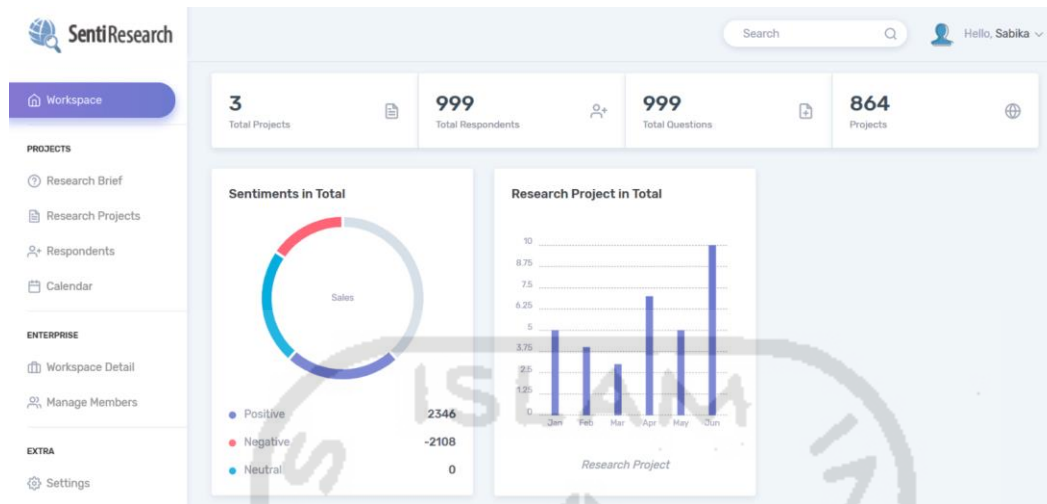 SentiResearch
Search
Hello, Sabika
Workspace
PROJECTS
Research Brief
Research Projects
Respondents
Calendar
ENTERPRISE
Workspace Detail
Manage Members
EXTRA
Settings
3
Total Projects
999
Total Respondents
999
Total Questions
864
Projects
Sentiments in Total
Sales
Positive 2346
Negative -2108
Neutral 0
Research Project in Total
10
8.75
7.5
6.25
5
3.75
2.5
1.25
0
Jan Feb Mar Apr May Jun
Research Project
ISLAM